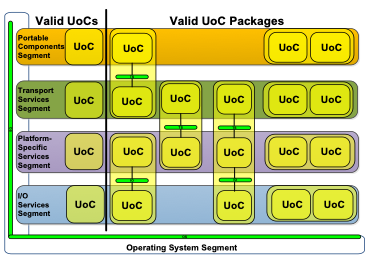 Valid UoCs Valid UoC Packages
Portable
Components
Segment
UoC UoC UoC UoC
Transport
Services
Segment
UoC UoC UoC UoC UoC UoC
Platform-
Specific
Services
Segment
UoC UoC UoC UoC UoC UoC
I/O
Services
Segment
UoC UoC UoC UoC UoC
Operating System Segment